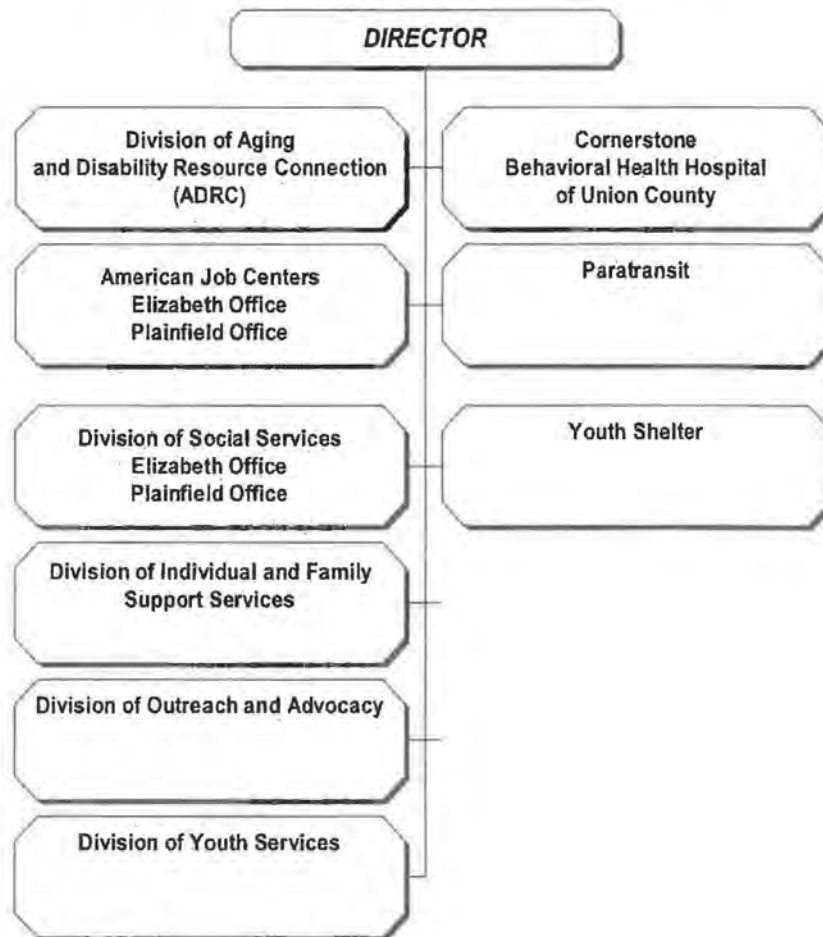 DIRECTOR
Division of Aging
and Disability Resource Connection
(ADRC)
Cornerstone
Behavioral Health Hospital
of Union County
American Job Centers
Elizabeth Office
Plainfield Office
Paratransit
Division of Social Services
Elizabeth Office
Plainfield Office
Youth Shelter
Division of Individual and Family
Support Services
Division of Outreach and Advocacy
Division of Youth Services